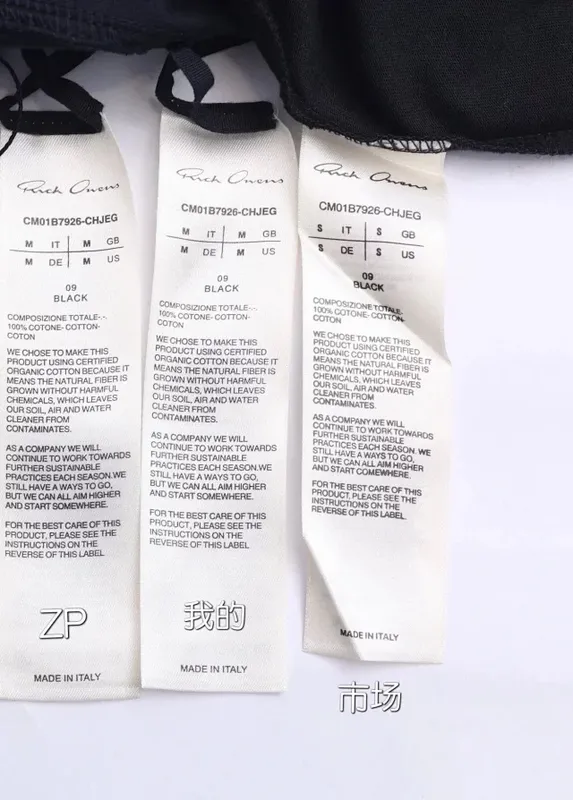 Rick Owens
CM01B7926-CHJEG
M IT M GB
M DE M US
09
BLACK
COMPOSIZIONE TOTALE-·-
100% COTONE- COTTON-
COTON
WE CHOSE TO MAKE THIS
PRODUCT USING CERTIFIED
ORGANIC COTTON BECAUSE IT
MEANS THE NATURAL FIBER IS
GROWN WITHOUT HARMFUL
CHEMICALS, WHICH LEAVES
OUR SOIL, AIR AND WATER
CLEANER FROM
CONTAMINATES.
AS A COMPANY WE WILL
CONTINUE TO WORK TOWARDS
FURTHER SUSTAINABLE
PRACTICES EACH SEASON.WE
STILL HAVE A WAYS TO GO,
BUT WE CAN ALL AIM HIGHER
AND START SOMEWHERE.
FOR THE BEST CARE OF THIS
PRODUCT, PLEASE SEE THE
INSTRUCTIONS ON THE
REVERSE OF THIS LABEL
ZP
MADE IN ITALY
Rick Owens
CM01B7926-CHJEG
M IT M GB
M DE M US
09
BLACK
COMPOSIZIONE TOTALE-·-
100% COTONE- COTTON-
COTON
WE CHOSE TO MAKE THIS
PRODUCT USING CERTIFIED
ORGANIC COTTON BECAUSE IT
MEANS THE NATURAL FIBER IS
GROWN WITHOUT HARMFUL
CHEMICALS, WHICH LEAVES
OUR SOIL, AIR AND WATER
CLEANER FROM
CONTAMINATES.
AS A COMPANY WE WILL
CONTINUE TO WORK TOWARDS
FURTHER SUSTAINABLE
PRACTICES EACH SEASON.WE
STILL HAVE A WAYS TO GO,
BUT WE CAN ALL AIM HIGHER
AND START SOMEWHERE.
FOR THE BEST CARE OF THIS
PRODUCT, PLEASE SEE THE
INSTRUCTIONS ON THE
REVERSE OF THIS LABEL
我的
MADE IN ITALY
Rick Owens
CM01B7926-CHJEG
S IT S GB
S DE S US
09
BLACK
COMPOSIZIONE TOTALE-
100% COTONE- COTTON-
COTON
WE CHOSE TO MAKE THIS
PRODUCT USING CERTIFIED
ORGANIC COTTON BECAUSE IT
MEANS THE NATURAL FIBER IS
GROWN WITHOUT HARMFUL
CHEMICALS, WHICH LEAVES
OUR SOIL, AIR AND WATER
CLEANER FROM
CONTAMINATES.
AS A COMPANY WE WILL
CONTINUE TO WORK TOWARDS
FURTHER SUSTAINABLE
PRACTICES EACH SEASON.WE
STILL HAVE A WAYS TO GO,
BUT WE CAN ALL AIM HIGHER
AND START COMEWHERE.
FOR THE BEST CARE OF THIS
PRODUCT, PLEASE SEE THE
INSTRUCTIONS ON THE
REVERSE OF THIS LABEL
MADE IN ITALY
市场